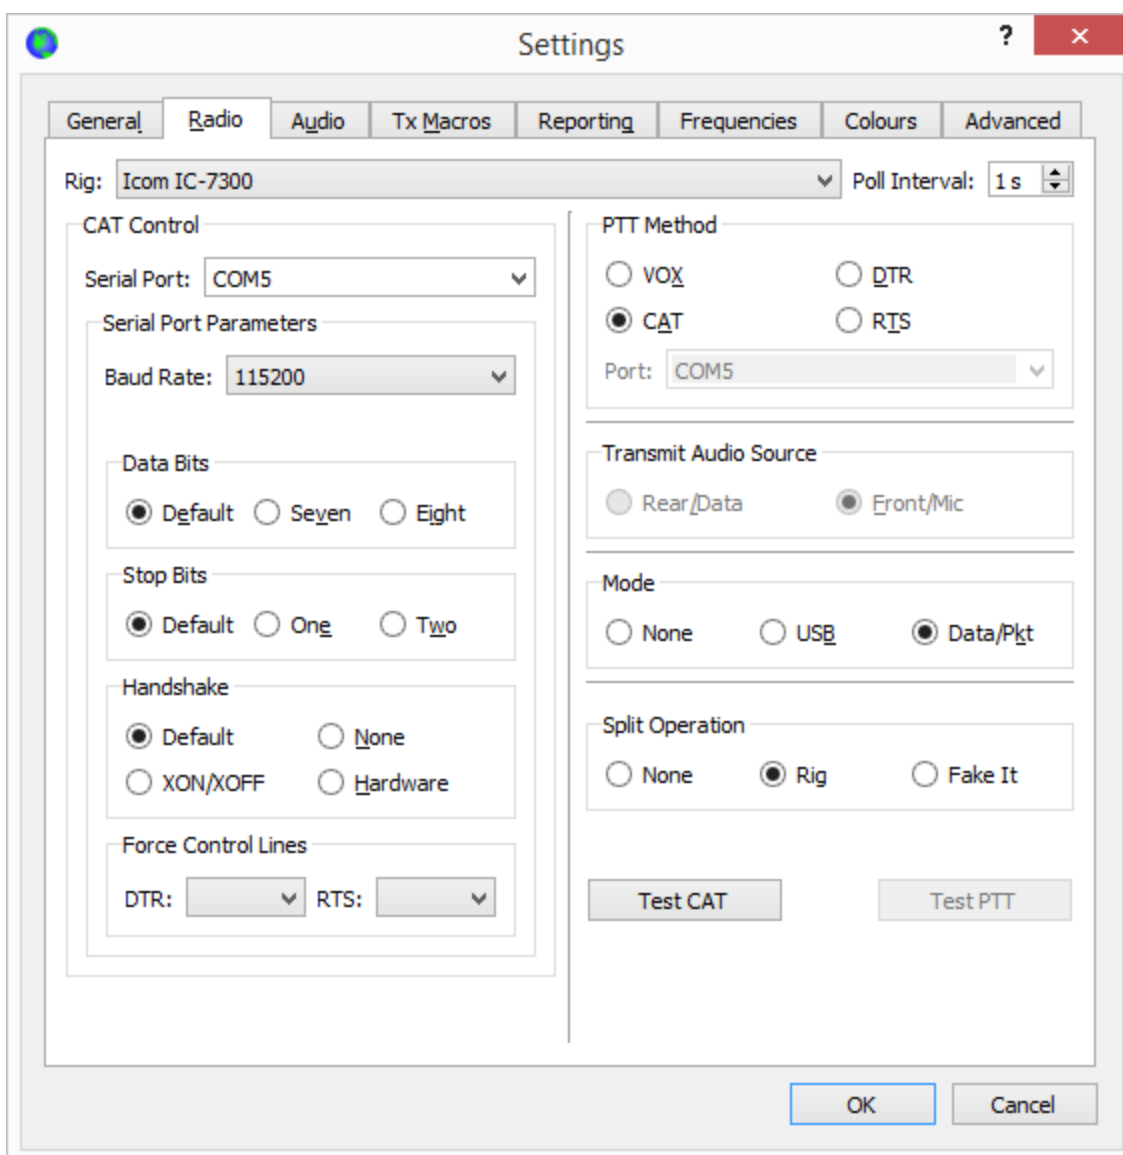 Settings
?
General Radio Audio Tx Macros Reporting Frequencies Colours Advanced
Rig: Icom IC-7300 Poll Interval: 1 s
CAT Control
Serial Port: COM5
Serial Port Parameters
Baud Rate: 115200
Data Bits
Default Seven Eight
Stop Bits
Default One Two
Handshake
Default None
XON/XOFF Hardware
Force Control Lines
DTR: RTS:
PTT Method
VOX DTR
CAT RTS
Port: COM5
Transmit Audio Source
Rear/Data Front/Mic
Mode
None USB Data/Pkt
Split Operation
None Rig Fake It
Test CAT Test PTT
OK Cancel